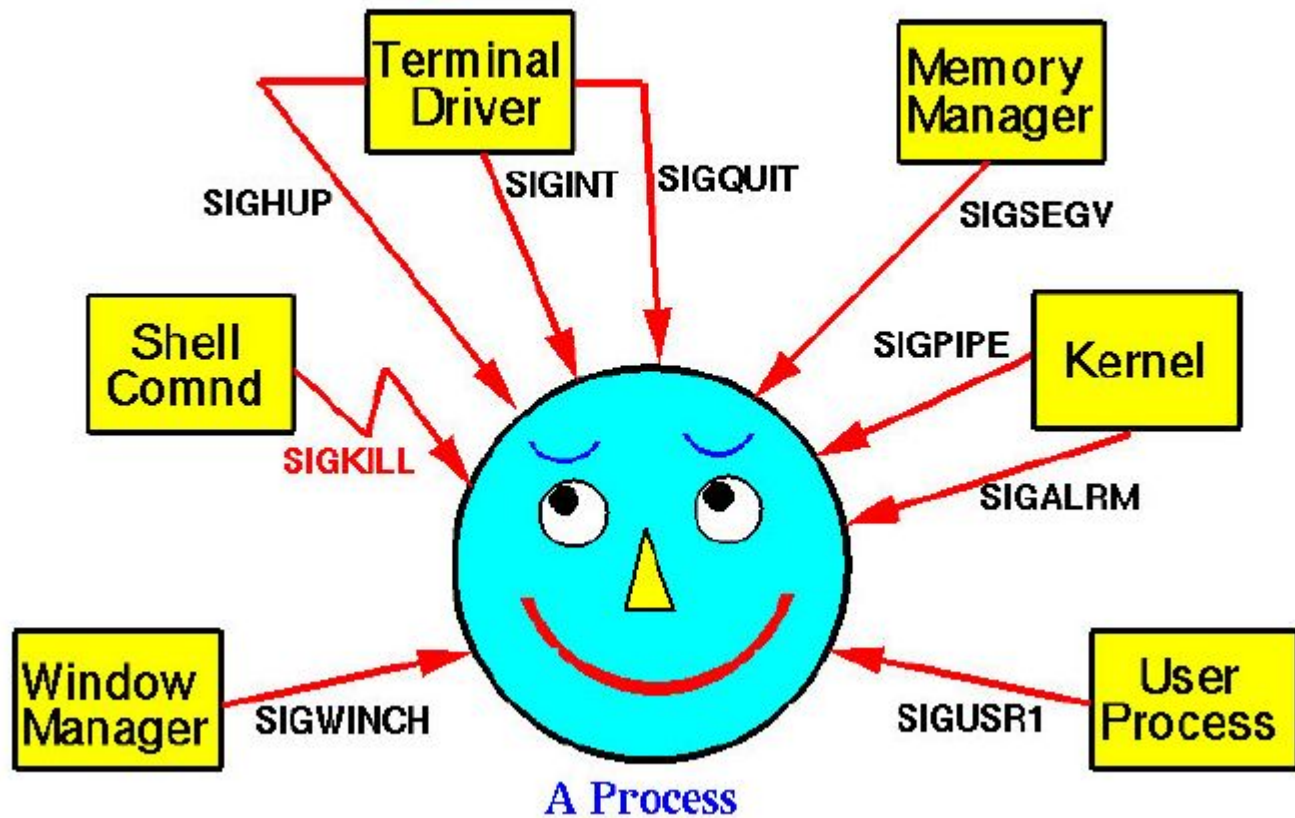 Terminal
Driver
Memory
Manager
SIGHUP
SIGINT
SIGQUIT
SIGSEGV
Shell
Comnd
SIGPIPE
Kernel
SIGKILL
SIGALRM
Window
Manager
SIGWINCH
SIGUSR1
User
Process
A Process